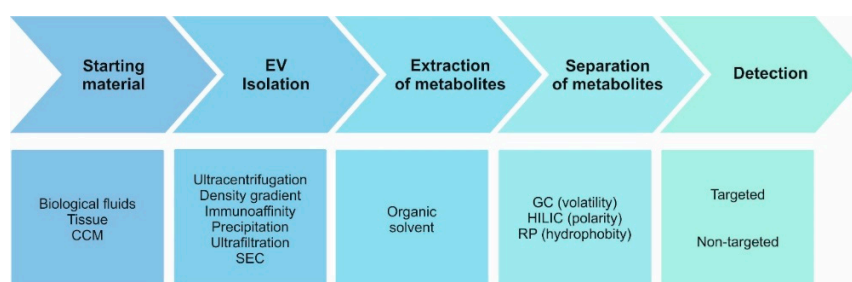 Starting
material
EV
Isolation
Extraction
of metabolites
Separation
of metabolites
Detection
Biological fluids
Tissue
CCM
Ultracentrifugation
Density gradient
Immunoaffinity
Precipitation
Ultrafiltration
SEC
Organic
solvent
GC (volatility)
HILIC (polarity)
RP (hydrophobity)
Targeted
Non-targeted